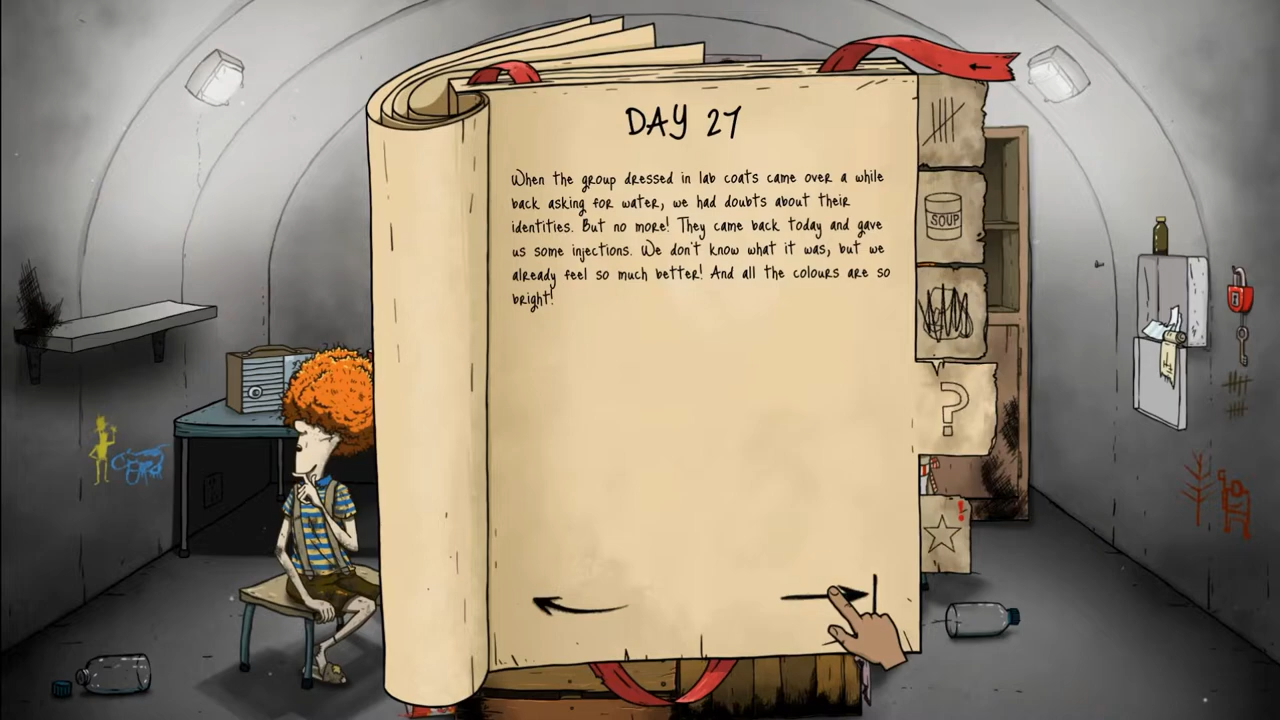 DAY 27
When the group dressed in lab coats came over a while
back asking for water, we had doubts about their
identities. But no more! They came back today and gave
us some injections. We don't know what it was, but we
already feel so much better! And all the colours are so
bright!
SOUP
?
!